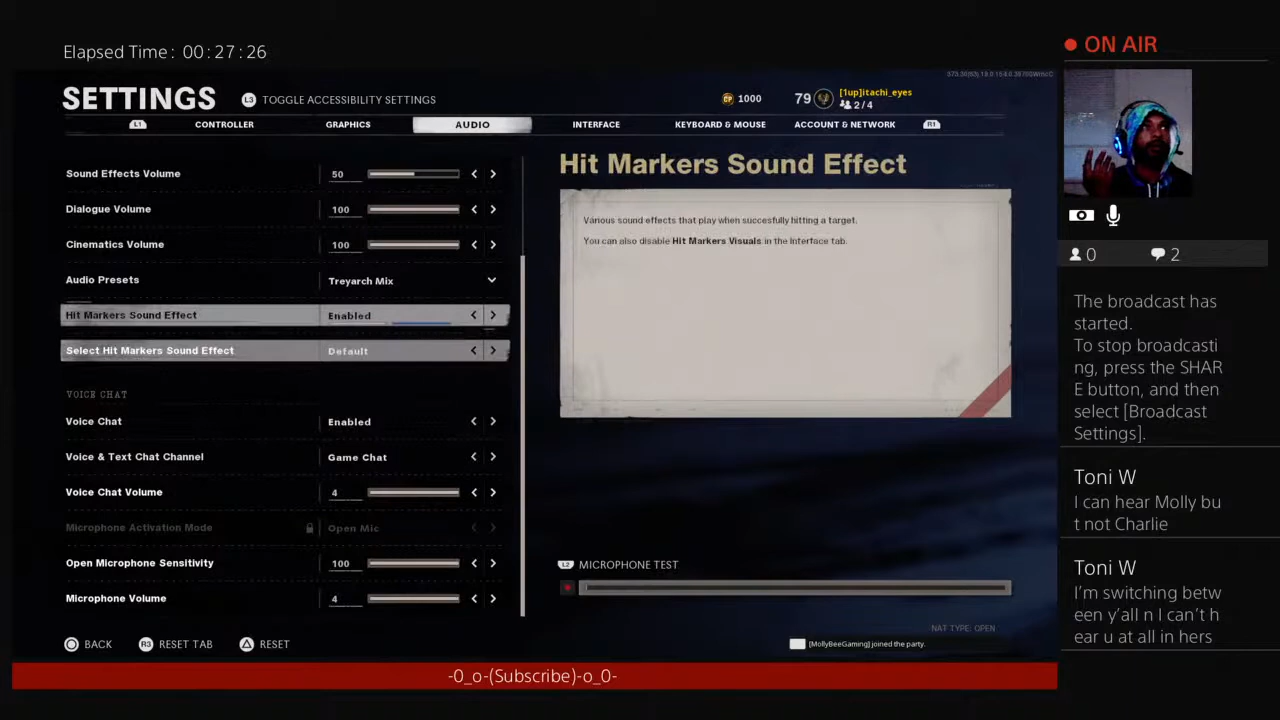 Elapsed Time: 00:27:26
ON AIR
SETTINGS
L3 TOGGLE ACCESSIBILITY SETTINGS
CP 1000
79
[1up]itachi_eyes
2 / 4
L1 CONTROLLER GRAPHICS AUDIO INTERFACE KEYBOARD & MOUSE ACCOUNT & NETWORK R1
Sound Effects Volume 50
Dialogue Volume 100
Cinematics Volume 100
Audio Presets Treyarch Mix
Hit Markers Sound Effect Enabled
Select Hit Markers Sound Effect Default
VOICE CHAT
Voice Chat Enabled
Voice & Text Chat Channel Game Chat
Voice Chat Volume 4
Microphone Activation Mode Open Mic
Open Microphone Sensitivity 100
Microphone Volume 4
BACK R3 RESET TAB RESET
Hit Markers Sound Effect
Various sound effects that play when succesfully hitting a target.
You can also disable Hit Markers Visuals in the Interface tab.
L2 MICROPHONE TEST
NAT TYPE: OPEN
[MollyBeeGaming] joined the party.
-0_o-(Subscribe)-o_0-
0 2
The broadcast has
started.
To stop broadcasti
ng, press the SHAR
E button, and then
select [Broadcast
Settings].
Toni W
I can hear Molly bu
t not Charlie
Toni W
I'm switching betw
een y'all n I can't h
ear u at all in hers